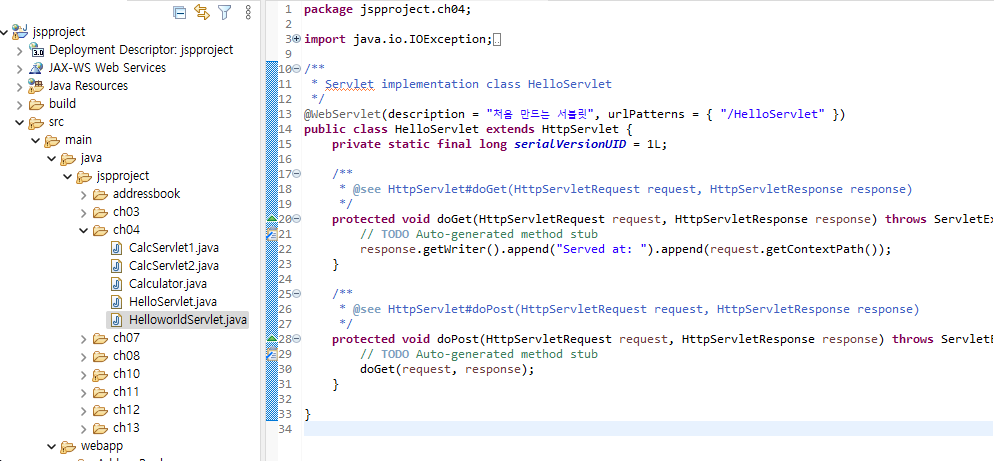 jspproject
Deployment Descriptor: jspproject
JAX-WS Web Services
Java Resources
build
src
main
java
jspproject
addressbook
ch03
ch04
CalcServlet1.java
CalcServlet2.java
Calculator.java
HelloServlet.java
HelloworldServlet.java
ch07
ch08
ch10
ch11
ch12
ch13
webapp
1 package jspproject.ch04;
2
3 import java.io.IOException;
9
10 /**
11 * Servlet implementation class HelloServlet
12 */
13 @WebServlet(description = "처음 만드는 서블릿", urlPatterns = { "/HelloServlet" })
14 public class HelloServlet extends HttpServlet {
15 private static final long serialVersionUID = 1L;
16
17 /**
18 * @see HttpServlet#doGet(HttpServletRequest request, HttpServletResponse response)
19 */
20 protected void doGet(HttpServletRequest request, HttpServletResponse response) throws ServletEx
21 // TODO Auto-generated method stub
22 response.getWriter().append("Served at: ").append(request.getContextPath());
23 }
24
25 /**
26 * @see HttpServlet#doPost(HttpServletRequest request, HttpServletResponse response)
27 */
28 protected void doPost(HttpServletRequest request, HttpServletResponse response) throws ServletE
29 // TODO Auto-generated method stub
30 doGet(request, response);
31 }
32
33 }
34